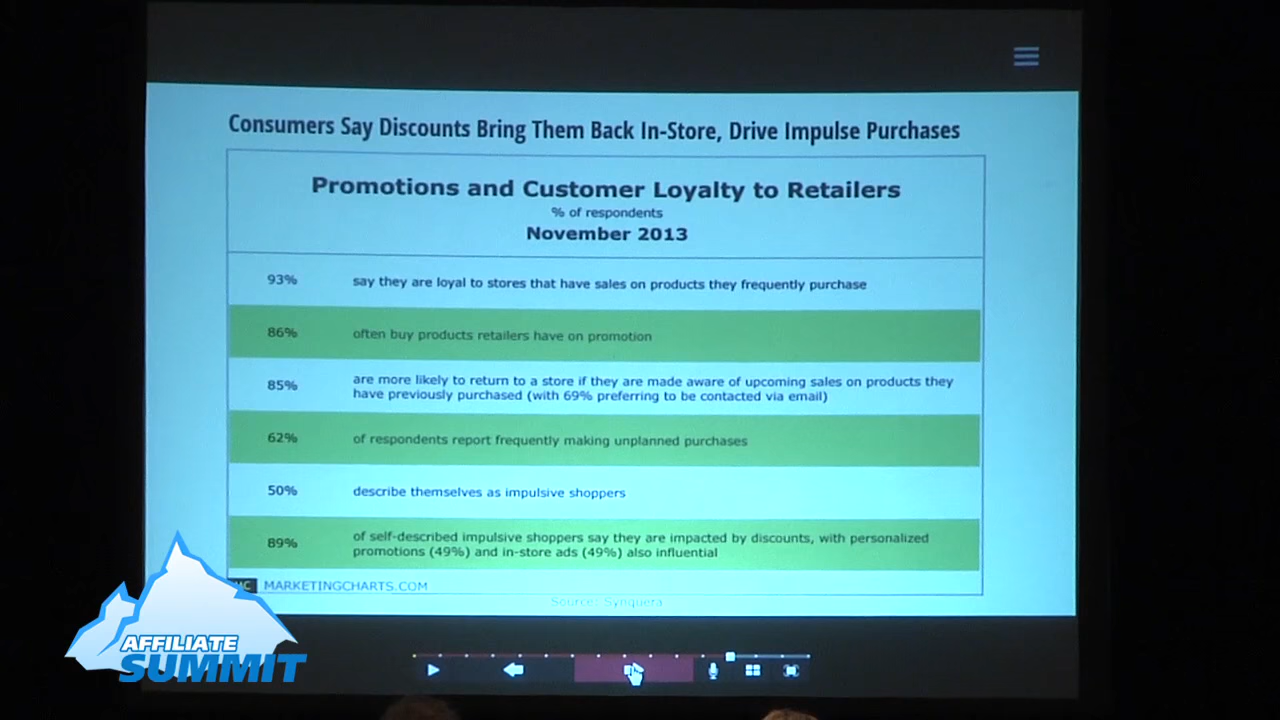 Consumers Say Discounts Bring Them Back In-Store, Drive Impulse Purchases
Promotions and Customer Loyalty to Retailers
% of respondents
November 2013
93% say they are loyal to stores that have sales on products they frequently purchase
86% often buy products retailers have on promotion
85% are more likely to return to a store if they are made aware of upcoming sales on products they
have previously purchased (with 69% preferring to be contacted via email)
62% of respondents report frequently making unplanned purchases
50% describe themselves as impulsive shoppers
89% of self-described impulsive shoppers say they are impacted by discounts, with personalized
promotions (49%) and in-store ads (49%) also influential
MARKETINGCHARTS.COM
Source: Synqera
AFFILIATE
SUMMIT